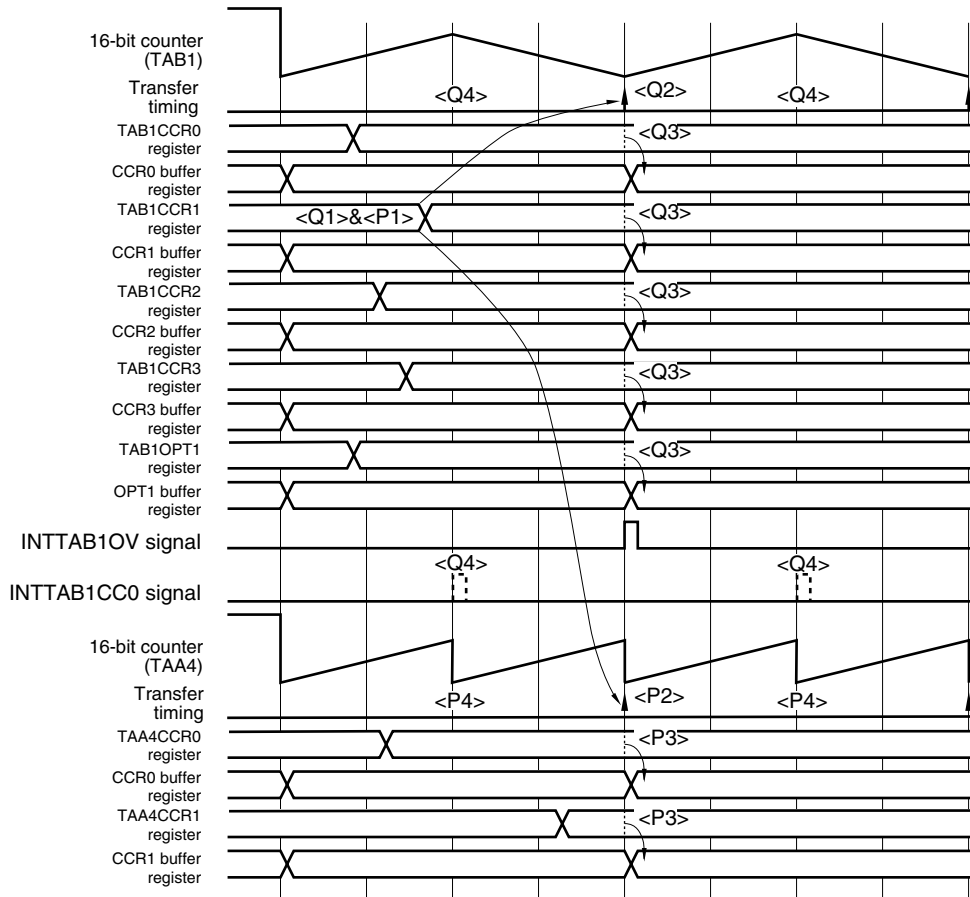 16-bit counter
(TAB1)
Transfer
timing
<Q4>
<Q2>
<Q4>
TAB1CCR0
register
<Q3>
CCR0 buffer
register
TAB1CCR1
register
<Q1>&<P1>
<Q3>
CCR1 buffer
register
TAB1CCR2
register
<Q3>
CCR2 buffer
register
TAB1CCR3
register
<Q3>
CCR3 buffer
register
TAB1OPT1
register
<Q3>
OPT1 buffer
register
INTTAB1OV signal
<Q4>
<Q4>
INTTAB1CC0 signal
16-bit counter
(TAA4)
Transfer
timing
<P4>
<P2>
<P4>
TAA4CCR0
register
<P3>
CCR0 buffer
register
TAA4CCR1
register
<P3>
CCR1 buffer
register